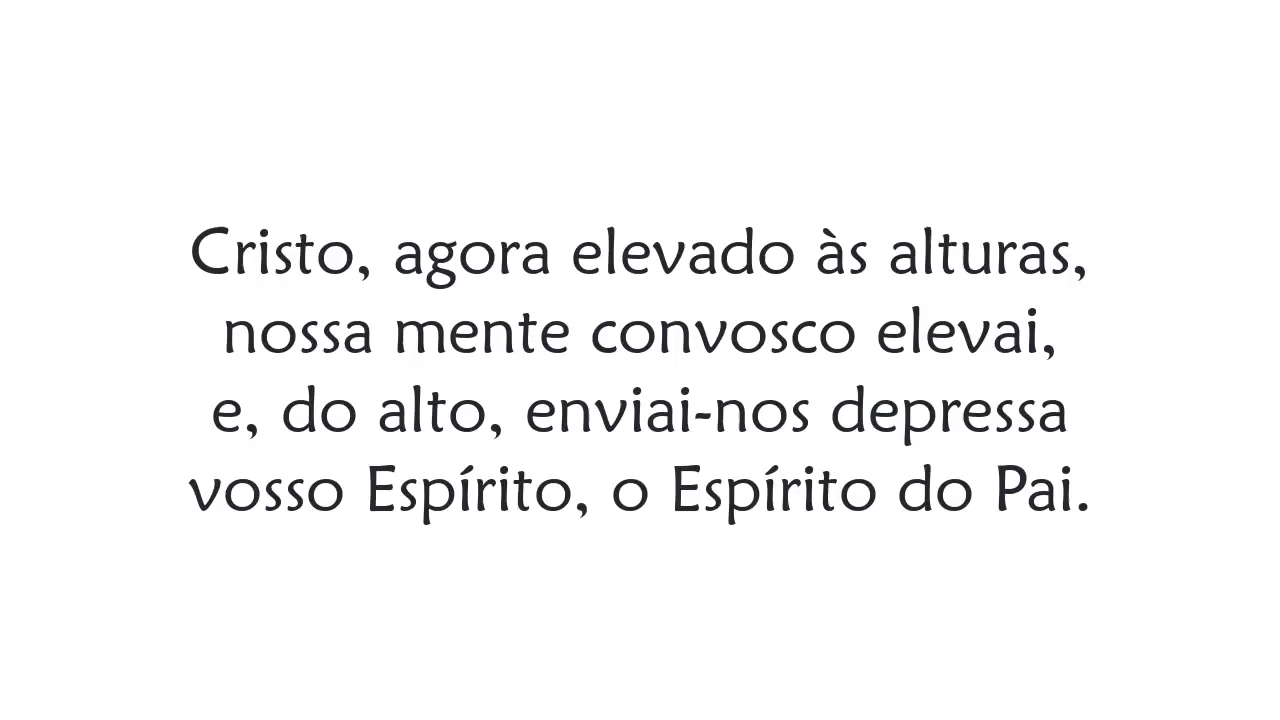 Cristo, agora elevado às alturas,
nossa mente convosco elevai,
e, do alto, enviai-nos depressa
vosso Espírito, o Espírito do Pai.